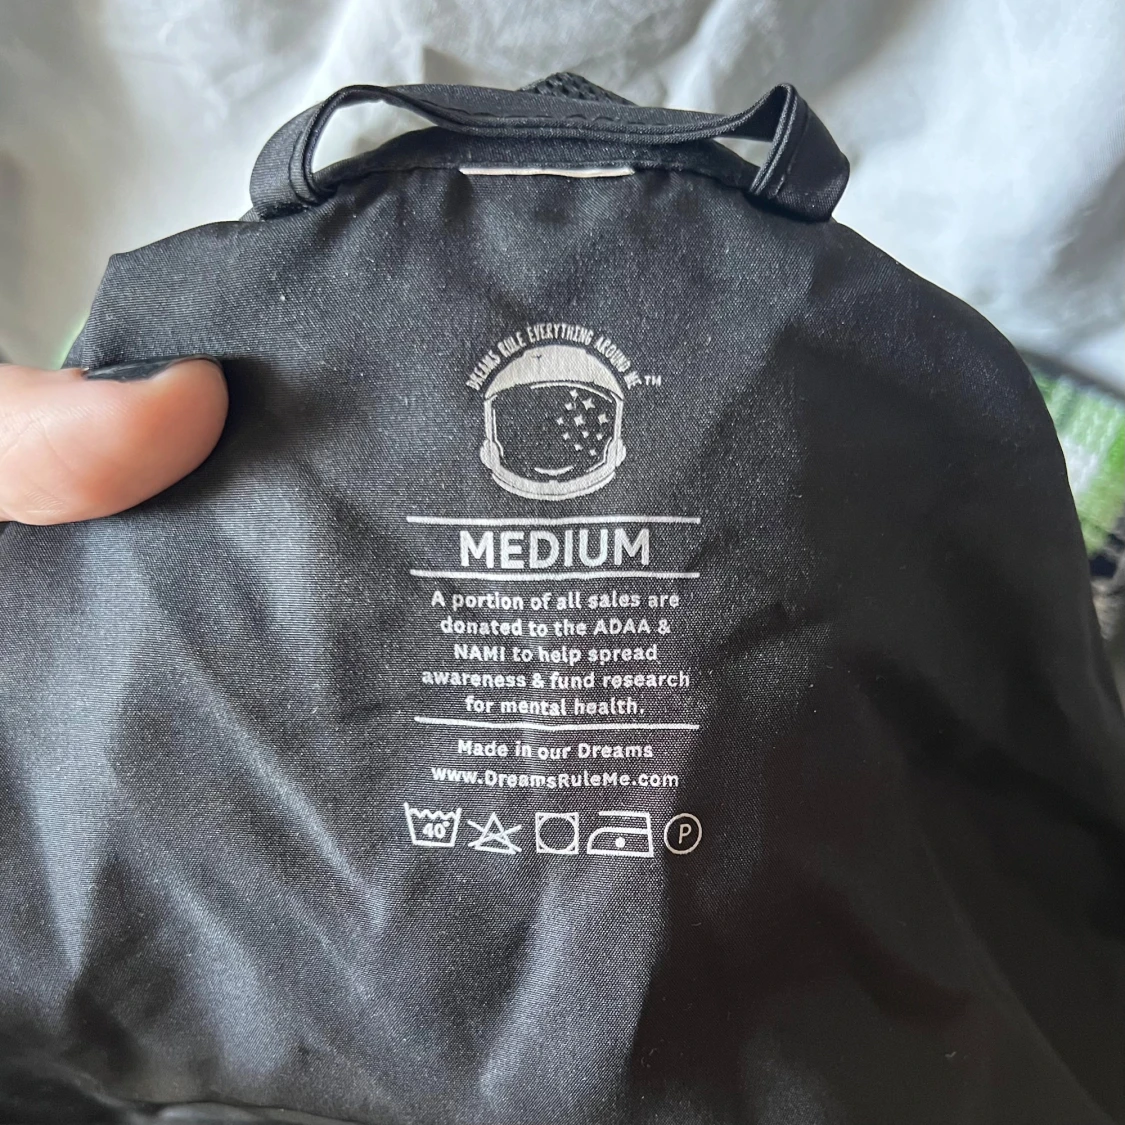 DREAMS RULE EVERYTHING AROUND ME™
MEDIUM
A portion of all sales are
donated to the ADAA &
NAMI to help spread
awareness & fund research
for mental health.
Made in our Dreams
www.DreamsRuleMe.com
40° P